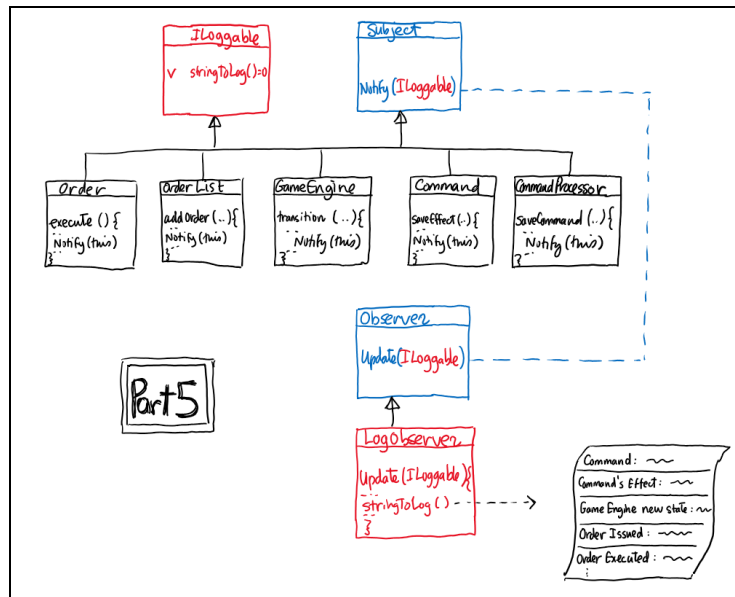 ILoggable
v stringToLog()=0
Subject
Notify(ILoggable)
Order
execute () {
Notify(this)
}
OrderList
addOrder (..){
Notify(this)
}
GameEngine
transition (..){
Notify(this)
}
Command
saveEffect(..){
Notify(this)
}
CommandProcessor
saveCommand (..){
Notify(this)
}
Observer
Update(ILoggable)
Part5
LogObserver
Update(ILoggable){
stringToLog()
}
Command:
Command's Effect:
Game Engine new state:
Order Issued:
Order Executed: